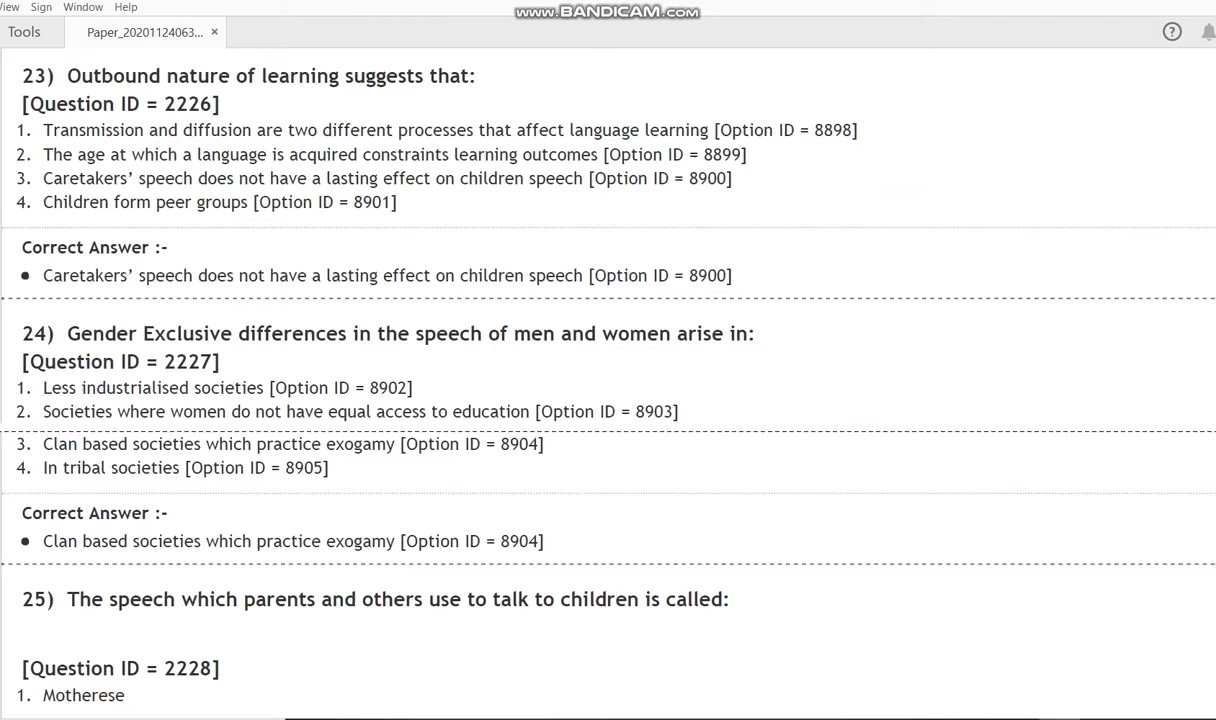 www.BANDICAM.com
View Sign Window Help
Tools Paper_20201124063... × ?
23) Outbound nature of learning suggests that:
[Question ID = 2226]
1. Transmission and diffusion are two different processes that affect language learning [Option ID = 8898]
2. The age at which a language is acquired constraints learning outcomes [Option ID = 8899]
3. Caretakers’ speech does not have a lasting effect on children speech [Option ID = 8900]
4. Children form peer groups [Option ID = 8901]
Correct Answer :-
• Caretakers’ speech does not have a lasting effect on children speech [Option ID = 8900]
24) Gender Exclusive differences in the speech of men and women arise in:
[Question ID = 2227]
1. Less industrialised societies [Option ID = 8902]
2. Societies where women do not have equal access to education [Option ID = 8903]
3. Clan based societies which practice exogamy [Option ID = 8904]
4. In tribal societies [Option ID = 8905]
Correct Answer :-
• Clan based societies which practice exogamy [Option ID = 8904]
25) The speech which parents and others use to talk to children is called:
[Question ID = 2228]
1. Motherese